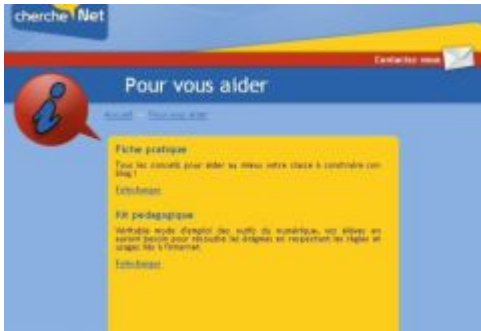 cherche Net
Contactez nous
Pour vous aider
Accueil Pour vous aider
Fiche pratique
Tous les conseils pour aider au mieux votre classe à construire son
blog !
Télécharger
Kit pédagogique
Véritable mode d'emploi des outils du numérique, vos élèves en
auront besoin pour résoudre les énigmes en respectant les règles et
usages liés à l'internet.
Télécharger